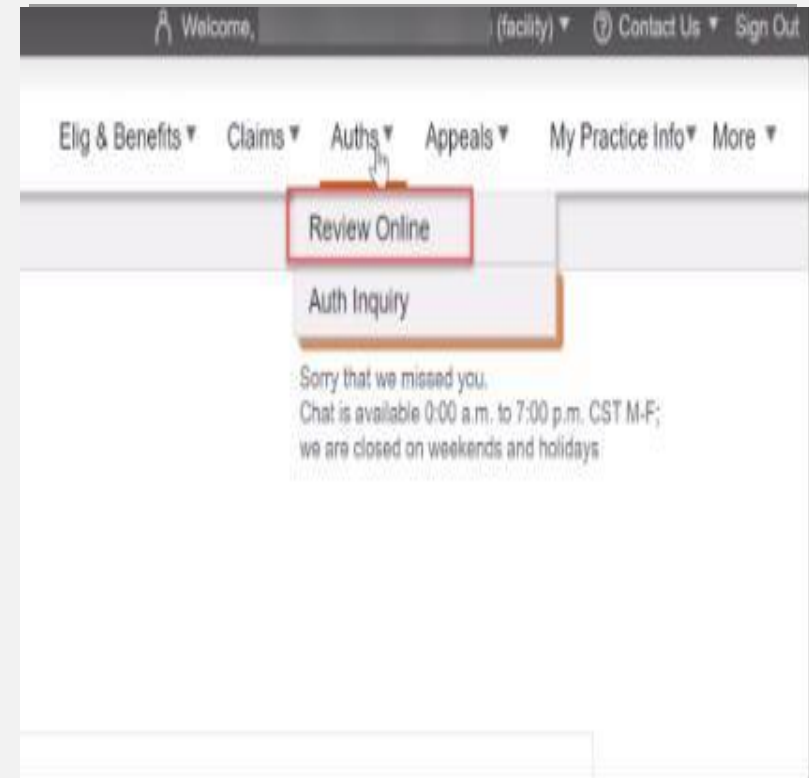 Welcome, (facility) ▼ Contact Us ▼ Sign Out
Elig & Benefits ▼ Claims ▼ Auths ▼ Appeals ▼ My Practice Info ▼ More ▼
Review Online
Auth Inquiry
Sorry that we missed you.
Chat is available 0:00 a.m. to 7:00 p.m. CST M-F;
we are closed on weekends and holidays